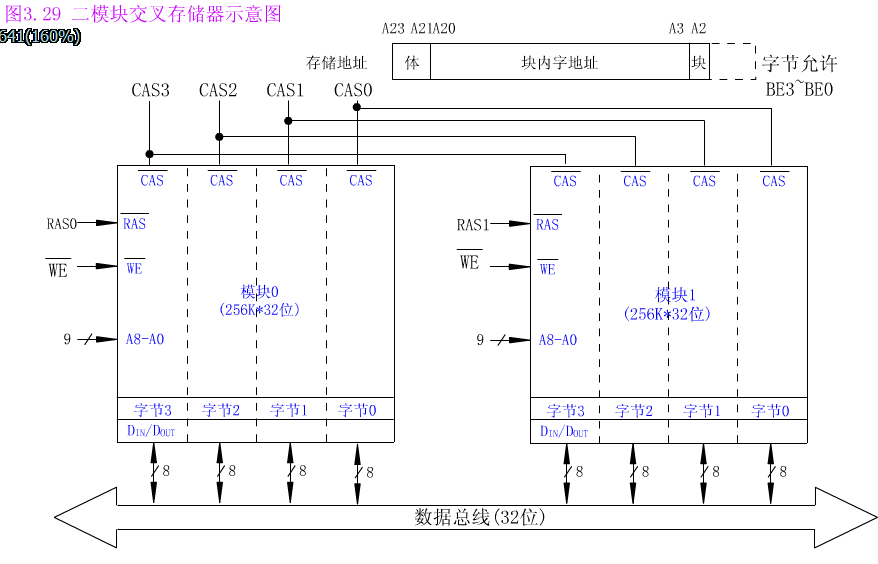 图3.29 二模块交叉存储器示意图
641(160%)
A23 A21A20 A3 A2
存储地址 体 块内字地址 块 字节允许
BE3~BE0
CAS3 CAS2 CAS1 CAS0
CAS CAS CAS CAS CAS CAS CAS CAS
RAS0 RAS RAS1 RAS
WE WE WE WE
模块0 模块1
(256K*32位) (256K*32位)
9 A8-A0 9 A8-A0
字节3 字节2 字节1 字节0 字节3 字节2 字节1 字节0
DIN/DOUT DIN/DOUT
8 8 8 8 8 8 8 8
数据总线(32位)